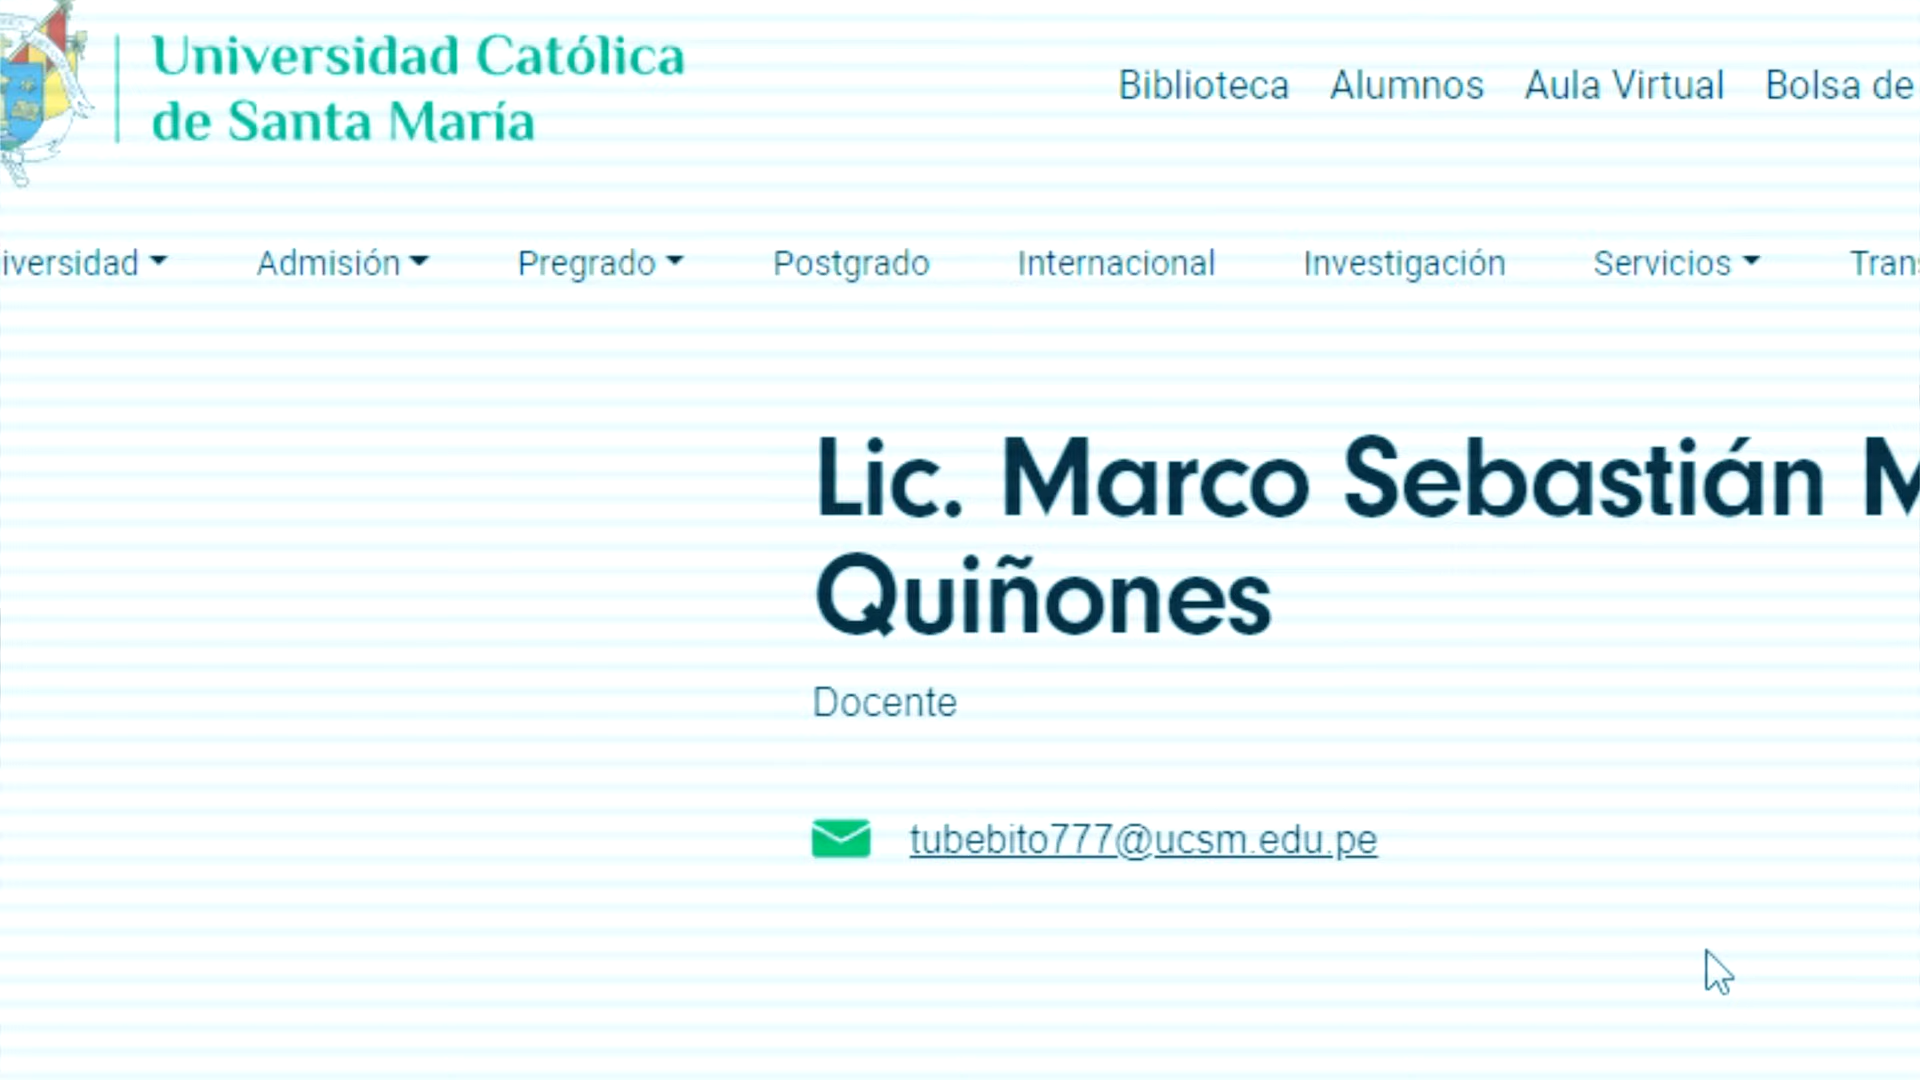 Universidad Católica
de Santa María
Biblioteca Alumnos Aula Virtual Bolsa de
iversidad Admisión Pregrado Postgrado Internacional Investigación Servicios Tran
Lic. Marco Sebastián M
Quiñones
Docente
tubebito777@ucsm.edu.pe